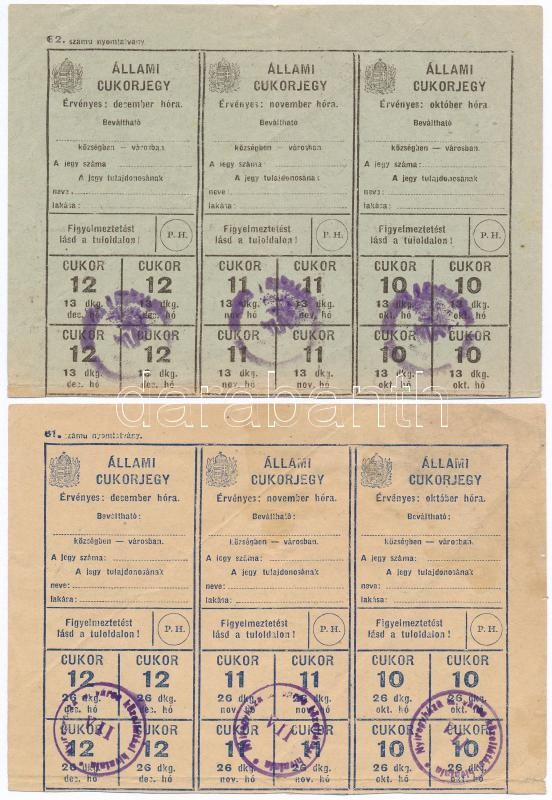 62. számu nyomtatvány
ÁLLAMI ÁLLAMI ÁLLAMI
CUKORJEGY CUKORJEGY CUKORJEGY
Érvényes: december hóra. Érvényes: november hóra. Érvényes: október hóra
Beváltható Beváltható Beváltható
községben — városban. községben — városban. községben — városban.
A jegy száma A jegy száma A jegy száma
A jegy tulajdonosának A jegy tulajdonosának A jegy tulajdonosának
neve: neve: neve:
lakása: lakása: lakása:
Figyelmeztetést Figyelmeztetést Figyelmeztetést
lásd a tuloldalon! P. H. lásd a tuloldalon! P. H. lásd a tuloldalon! P. H.
CUKOR CUKOR CUKOR CUKOR CUKOR CUKOR
12 12 11 11 10 10
13 dkg. 13 dkg. 13 dkg. 13 dkg. 13 dkg. 13 dkg.
dec. hó dec. hó nov. hó nov. hó okt. hó okt. hó
CUKOR CUKOR CUKOR CUKOR CUKOR CUKOR
12 12 11 11 10 10
13 dkg. 13 dkg. 13 dkg. 13 dkg. 13 dkg. 13 dkg.
dec. hó dec. hó nov. hó nov. hó okt. hó okt. hó
darabanth
61. számu nyomtatvány.
ÁLLAMI ÁLLAMI ÁLLAMI
CUKORJEGY CUKORJEGY CUKORJEGY
Érvényes: december hóra. Érvényes: november hóra. Érvényes: október hóra.
Beváltható: Beváltható: Beváltható:
községben — városban. községben — városban. községben — városban.
A jegy száma: A jegy száma: A jegy száma:
A jegy tulajdonosának A jegy tulajdonosának A jegy tulajdonosának
neve: neve: neve:
lakása: lakása: lakása:
Figyelmeztetést Figyelmeztetést Figyelmeztetést
lásd a tuloldalon! P. H. lásd a tuloldalon! P. H. lásd a tuloldalon! P. H.
CUKOR CUKOR CUKOR CUKOR CUKOR CUKOR
12 12 11 11 10 10
26 dkg. 26 dkg. 26 dkg. 26 dkg. 26 dkg. 26 dkg.
dec. hó dec. hó nov. hó nov. hó okt. hó okt. hó
CUKOR CUKOR CUKOR CUKOR CUKOR CUKOR
12 12 11 11 10 10
26 dkg. 26 dkg. 26 dkg. 26 dkg. 26 dkg. 26 dkg.
dec. hó dec. hó nov. hó nov. hó okt. hó okt. hó